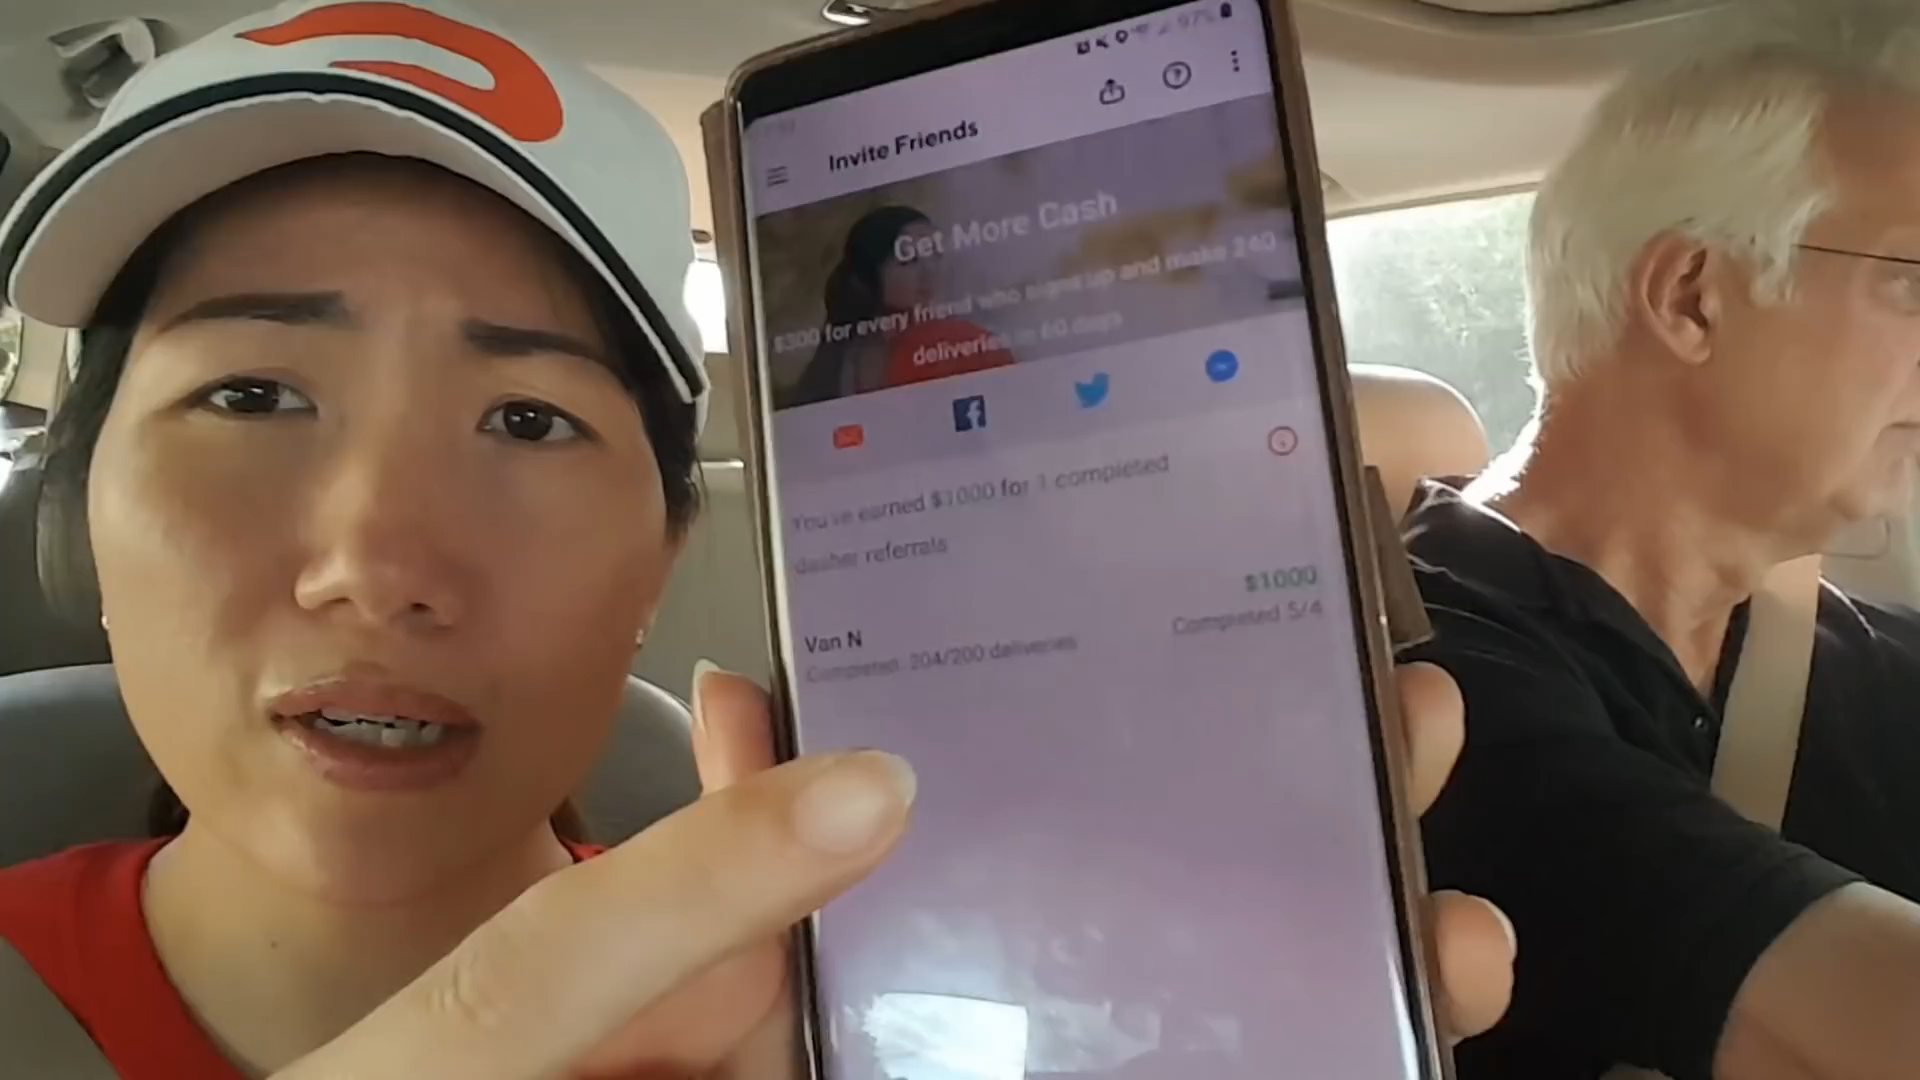 97%
Invite Friends
Get More Cash
$300 for every friend who signs up and make 240
deliveries in 60 days
You've earned $1000 for 1 completed
dasher referrals
$1000
Van N
Completed 5/4
Completed: 204/200 deliveries